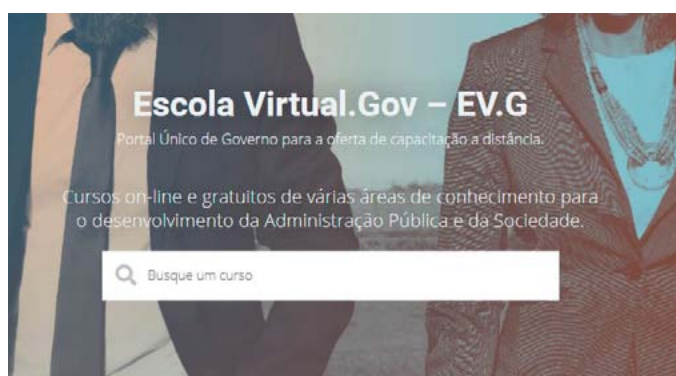 Escola Virtual.Gov – EV.G
Portal Único de Governo para a oferta de capacitação a distância.
Cursos on-line e gratuitos de várias áreas de conhecimento para
o desenvolvimento da Administração Pública e da Sociedade.
Busque um curso